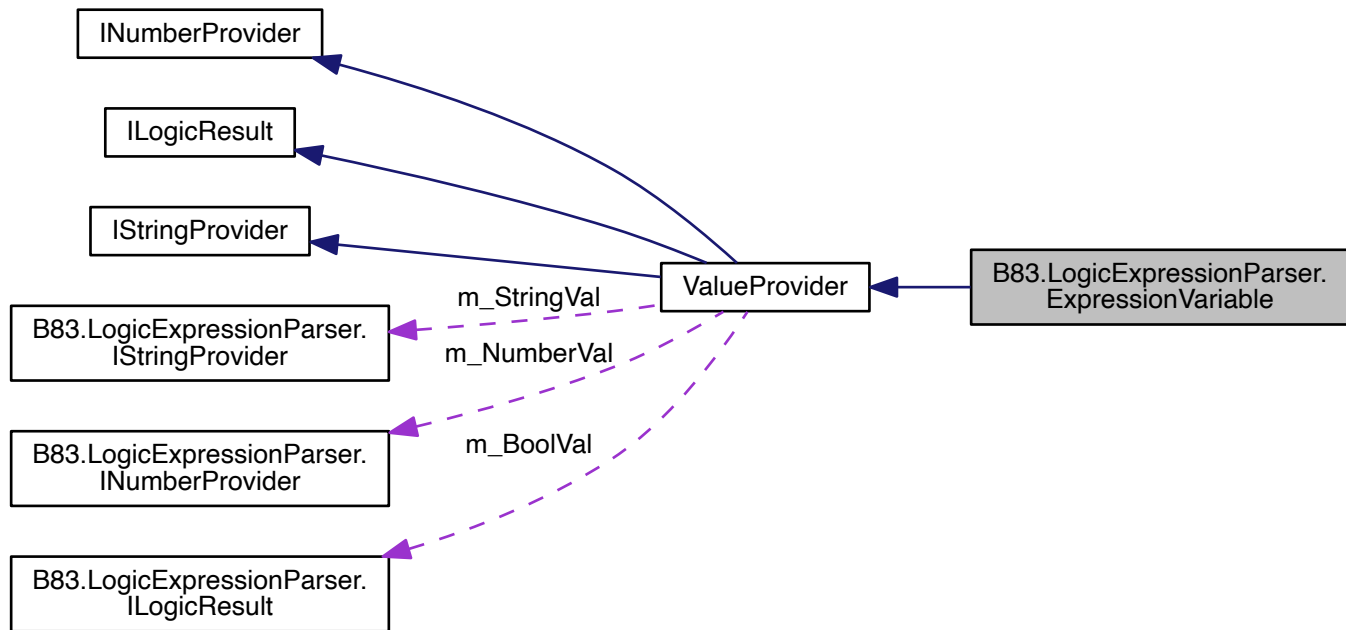 INumberProvider
ILogicResult
IStringProvider
ValueProvider
B83.LogicExpressionParser.
ExpressionVariable
m_StringVal
B83.LogicExpressionParser.
IStringProvider
m_NumberVal
B83.LogicExpressionParser.
INumberProvider
m_BoolVal
B83.LogicExpressionParser.
ILogicResult